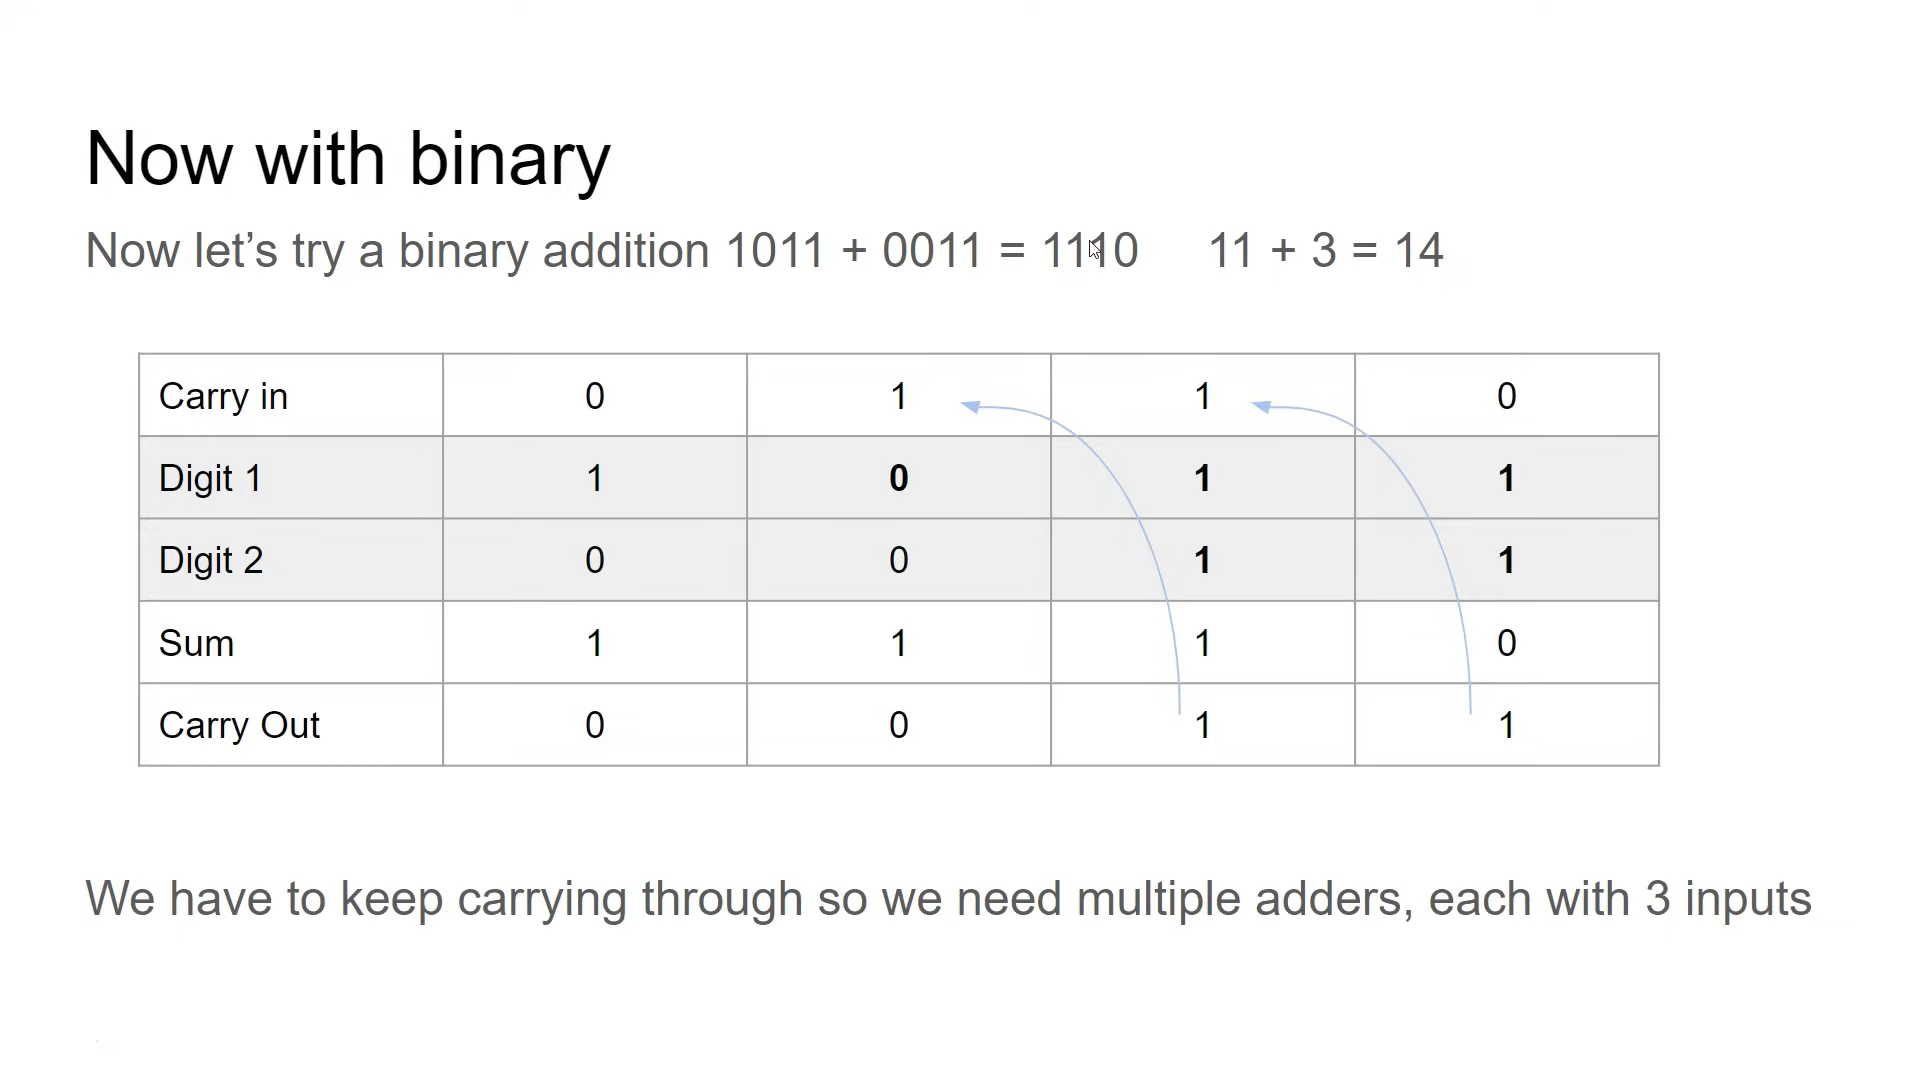 Now with binary
Now let’s try a binary addition 1011 + 0011 = 1110 11 + 3 = 14
Carry in 0 1 1 0
Digit 1 1 0 1 1
Digit 2 0 0 1 1
Sum 1 1 1 0
Carry Out 0 0 1 1
We have to keep carrying through so we need multiple adders, each with 3 inputs